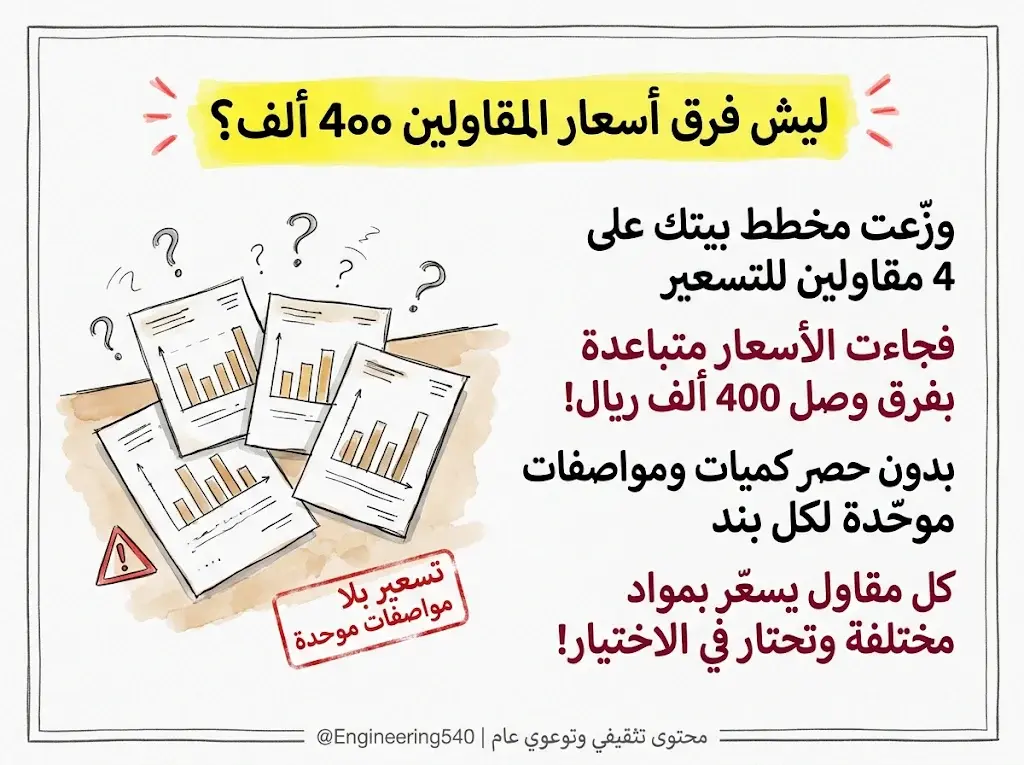 ليش فرق أسعار المقاولين 400 ألف؟
وزّعت مخطط بيتك على
4 مقاولين للتسعير
فجاءت الأسعار متباعدة
بفرق وصل 400 ألف ريال!
بدون حصر كميات ومواصفات
موحّدة لكل بند
كل مقاول يسعّر بمواد
مختلفة وتحتار في الاختيار!
تسعير بلا
مواصفات موحدة
محتوى تثقيفي وتوعوي عام | @Engineering540